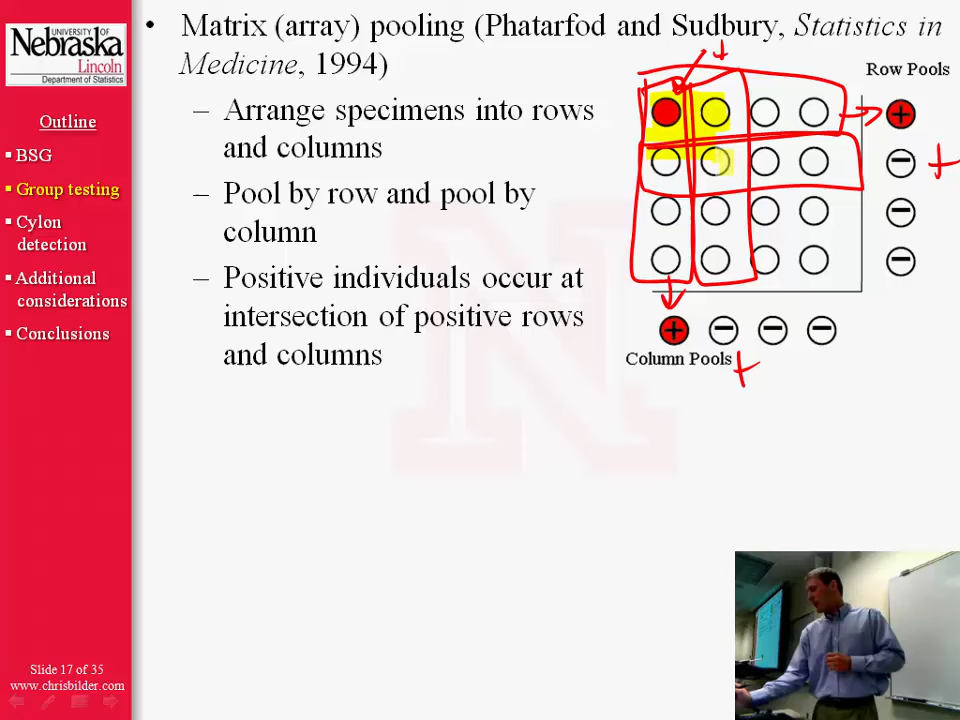 UNIVERSITY OF
Nebraska
Lincoln
Department of Statistics
Outline
▪ BSG
▪ Group testing
▪ Cylon
detection
▪ Additional
considerations
▪ Conclusions
Slide 17 of 35
www.chrisbilder.com
• Matrix (array) pooling (Phatarfod and Sudbury, Statistics in
Medicine, 1994)
– Arrange specimens into rows
and columns
– Pool by row and pool by
column
– Positive individuals occur at
intersection of positive rows
and columns
+
Row Pools
+
− +
−
−
+ − − −
Column Pools
+
N